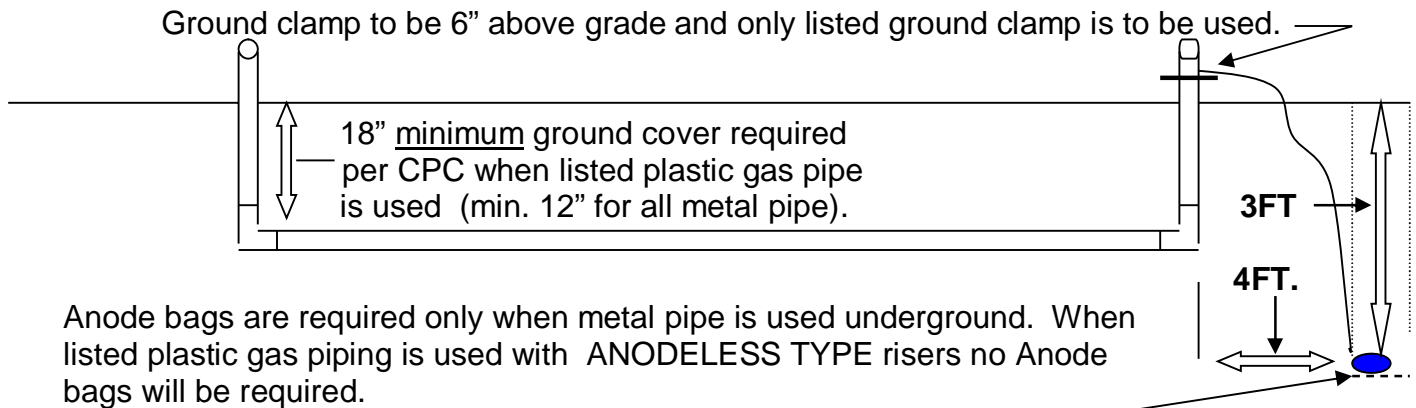 Ground clamp to be 6” above grade and only listed ground clamp is to be used.
18” minimum ground cover required
per CPC when listed plastic gas pipe
is used (min. 12” for all metal pipe).
3FT
4FT.
Anode bags are required only when metal pipe is used underground. When
listed plastic gas piping is used with ANODELESS TYPE risers no Anode
bags will be required.